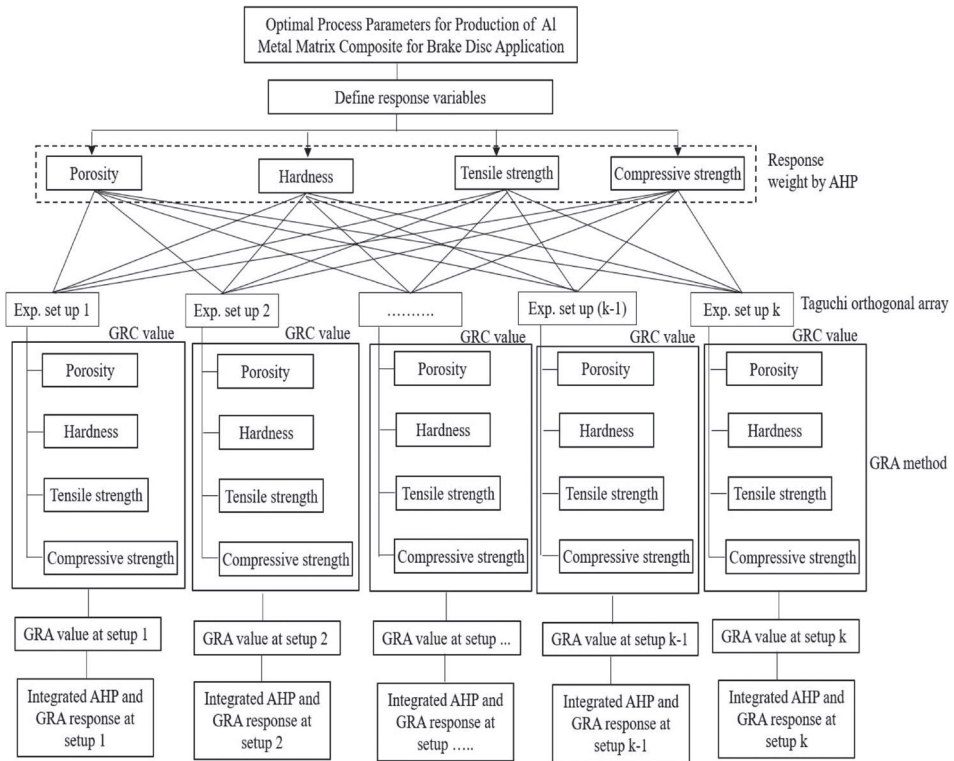 Optimal Process Parameters for Production of Al
Metal Matrix Composite for Brake Disc Application
Define response variables
Porosity
Hardness
Tensile strength
Compressive strength
Response
weight by AHP
Exp. set up 1
Exp. set up 2
..........
Exp. set up (k-1)
Exp. set up k
Taguchi orthogonal array
GRC value
Porosity
Hardness
Tensile strength
Compressive strength
GRC value
Porosity
Hardness
Tensile strength
Compressive strength
GRC value
Porosity
Hardness
Tensile strength
Compressive strength
GRC value
Porosity
Hardness
Tensile strength
Compressive strength
GRC value
Porosity
Hardness
Tensile strength
Compressive strength
GRA method
GRA value at setup 1
GRA value at setup 2
GRA value at setup ...
GRA value at setup k-1
GRA value at setup k
Integrated AHP and
GRA response at
setup 1
Integrated AHP and
GRA response at
setup 2
Integrated AHP and
GRA response at
setup .....
Integrated AHP and
GRA response at
setup k-1
Integrated AHP and
GRA response at
setup k